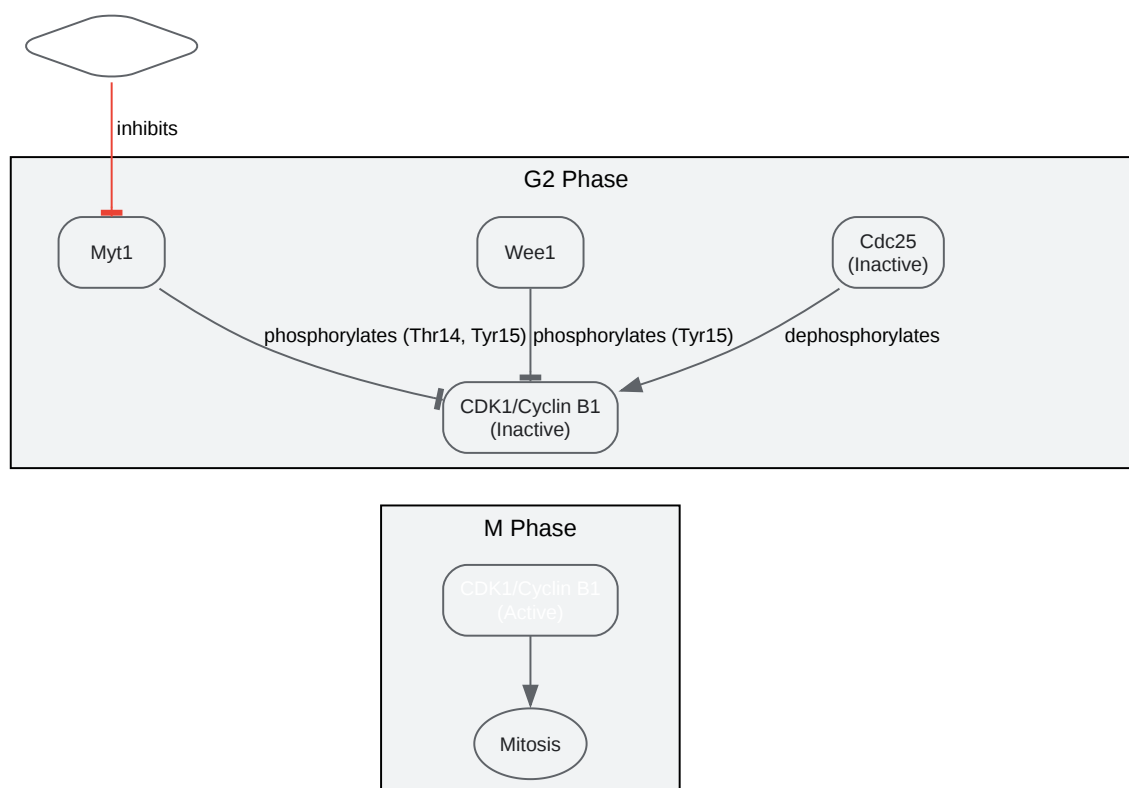 inhibits
G2 Phase
Myt1
Wee1
Cdc25
(Inactive)
phosphorylates (Thr14, Tyr15)
phosphorylates (Tyr15)
dephosphorylates
CDK1/Cyclin B1
(Inactive)
M Phase
CDK1/Cyclin B1
(Active)
Mitosis